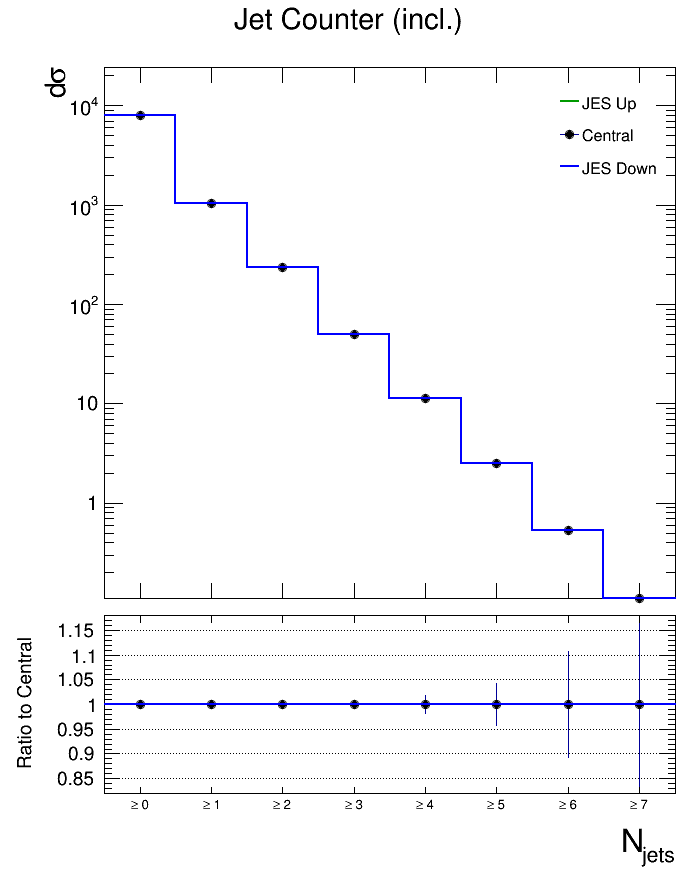 Jet Counter (incl.)
dσ
10⁴
10³
10²
10
1
JES Up
Central
JES Down
Ratio to Central
1.15
1.1
1.05
1
0.95
0.9
0.85
≥ 0 ≥ 1 ≥ 2 ≥ 3 ≥ 4 ≥ 5 ≥ 6 ≥ 7
N_jets